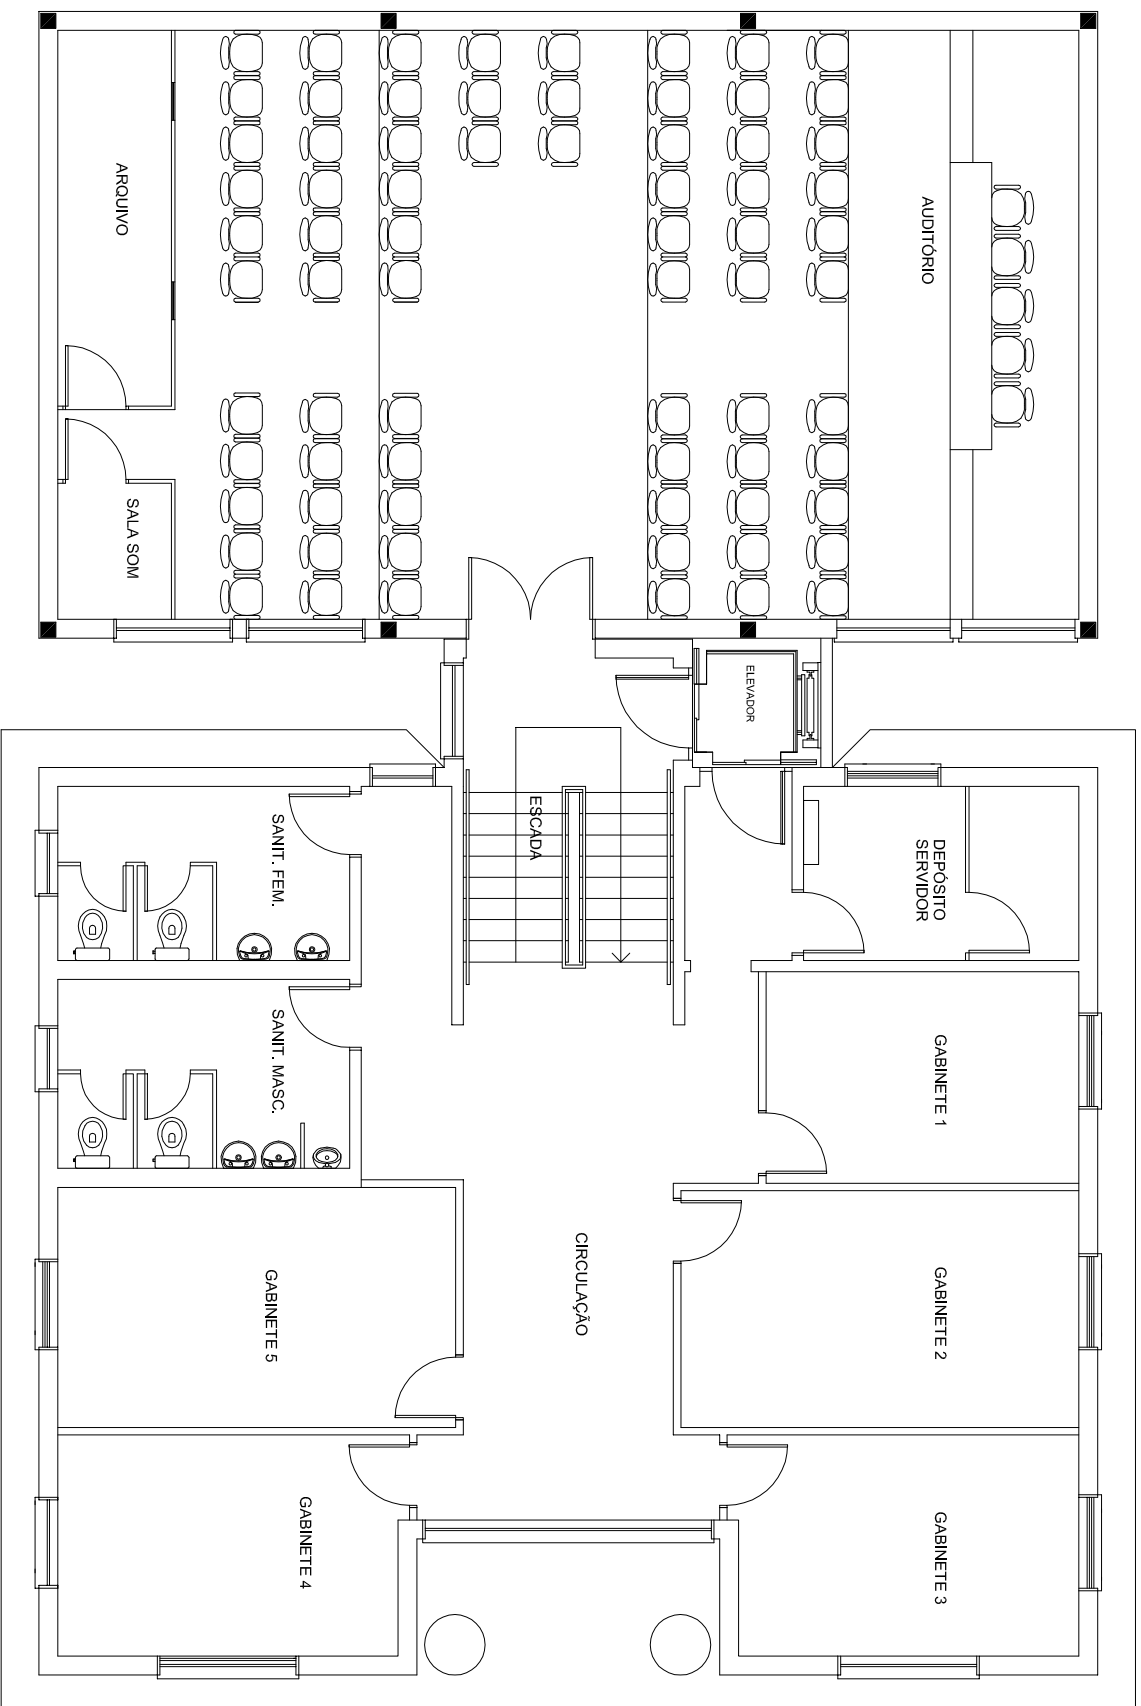 ARQUIVO
SALA SOM
AUDITÓRIO
ELEVADOR
ESCADA
SANIT. FEM.
DEPÓSITO
SERVIDOR
SANIT. MASC.
GABINETE 1
CIRCULAÇÃO
GABINETE 5
GABINETE 2
GABINETE 4
GABINETE 3